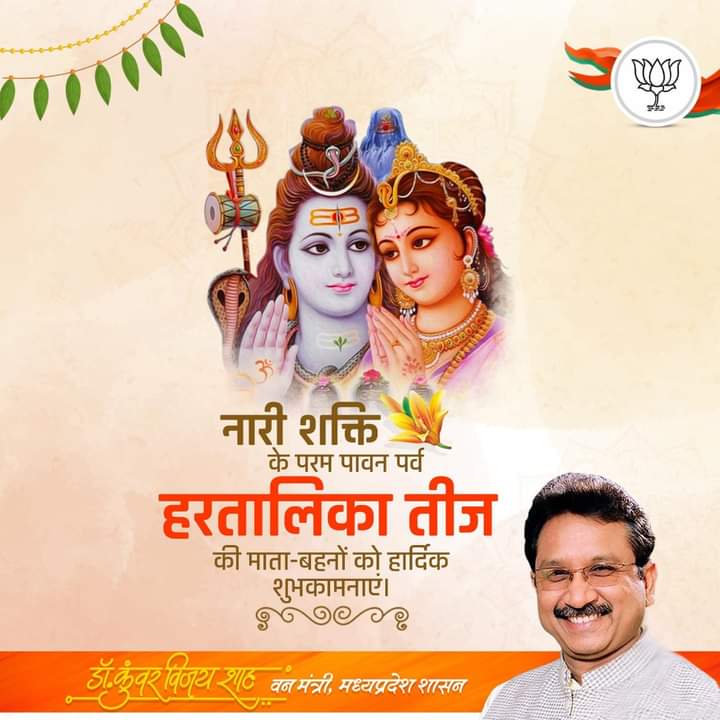 नारी शक्ति
के परम पावन पर्व
हरतालिका तीज
की माता-बहनों को हार्दिक
शुभकामनाएं।
डॉ. कुंवर विजय शाह वन मंत्री, मध्यप्रदेश शासन